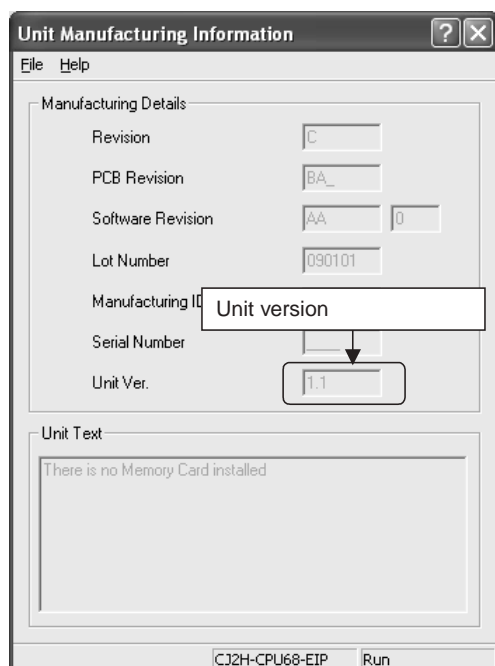 Unit Manufacturing Information
File Help
Manufacturing Details
Revision C
PCB Revision BA_
Software Revision AA 0
Lot Number 090101
Manufacturing ID
Unit version
Serial Number ___
Unit Ver. 1.1
Unit Text
There is no Memory Card installed
CJ2H-CPU68-EIP Run